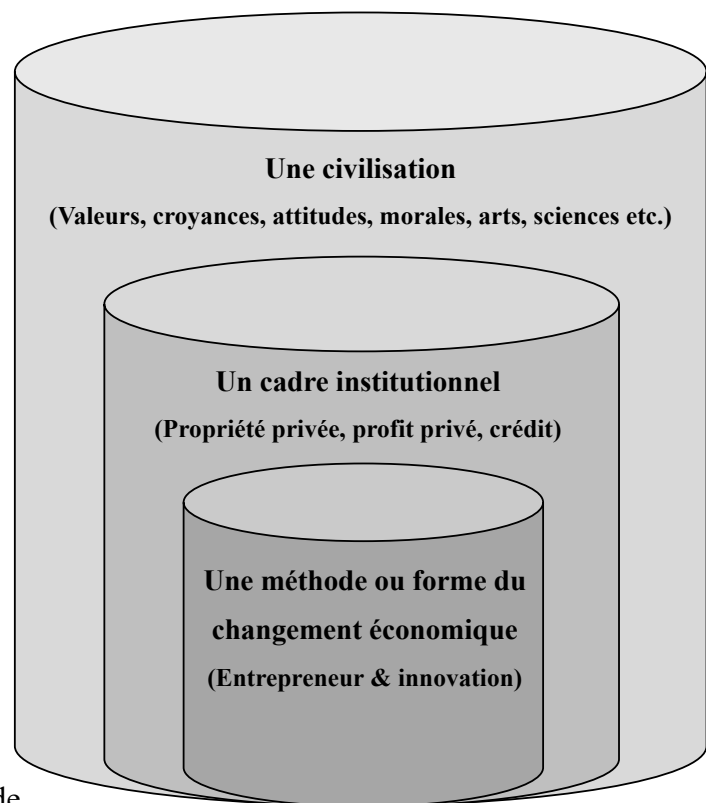 Une civilisation
(Valeurs, croyances, attitudes, morales, arts, sciences etc.)
Un cadre institutionnel
(Propriété privée, profit privé, crédit)
Une méthode ou forme du
changement économique
(Entrepreneur & innovation)